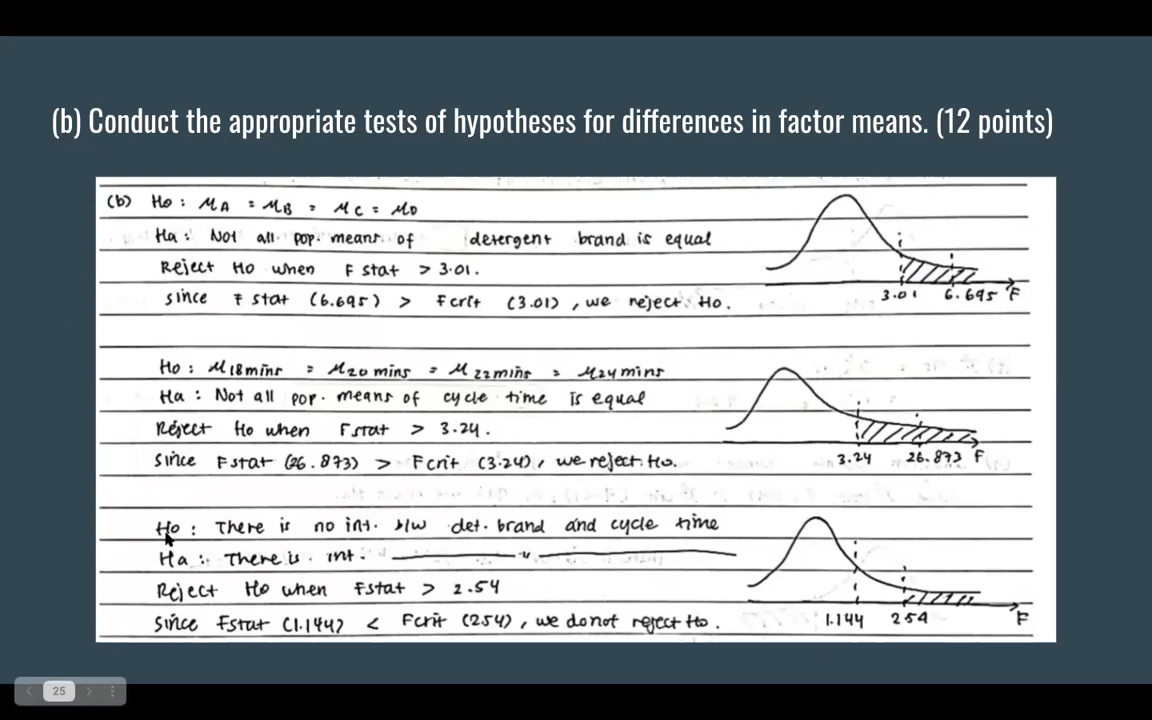 (b) Conduct the appropriate tests of hypotheses for differences in factor means. (12 points)
(b) Ho : μA = μB = μC = μD
Ha : Not all pop. means of detergent brand is equal
Reject Ho when F stat > 3.01.
since F stat (6.695) > Fcrit (3.01), we reject Ho.
3.01 6.695 F
Ho : μ18mins = μ20 mins = μ22mins = μ24mins
Ha : Not all pop. means of cycle time is equal
Reject Ho when Fstat > 3.24.
since Fstat (26.873) > Fcrit (3.24), we reject Ho.
3.24 26.873 F
Ho : There is no int. b/w det. brand and cycle time
Ha : There is int. —— " ——
Reject Ho when Fstat > 2.54
since Fstat (1.144) < Fcrit (254), we do not reject Ho.
1.144 254 F
25